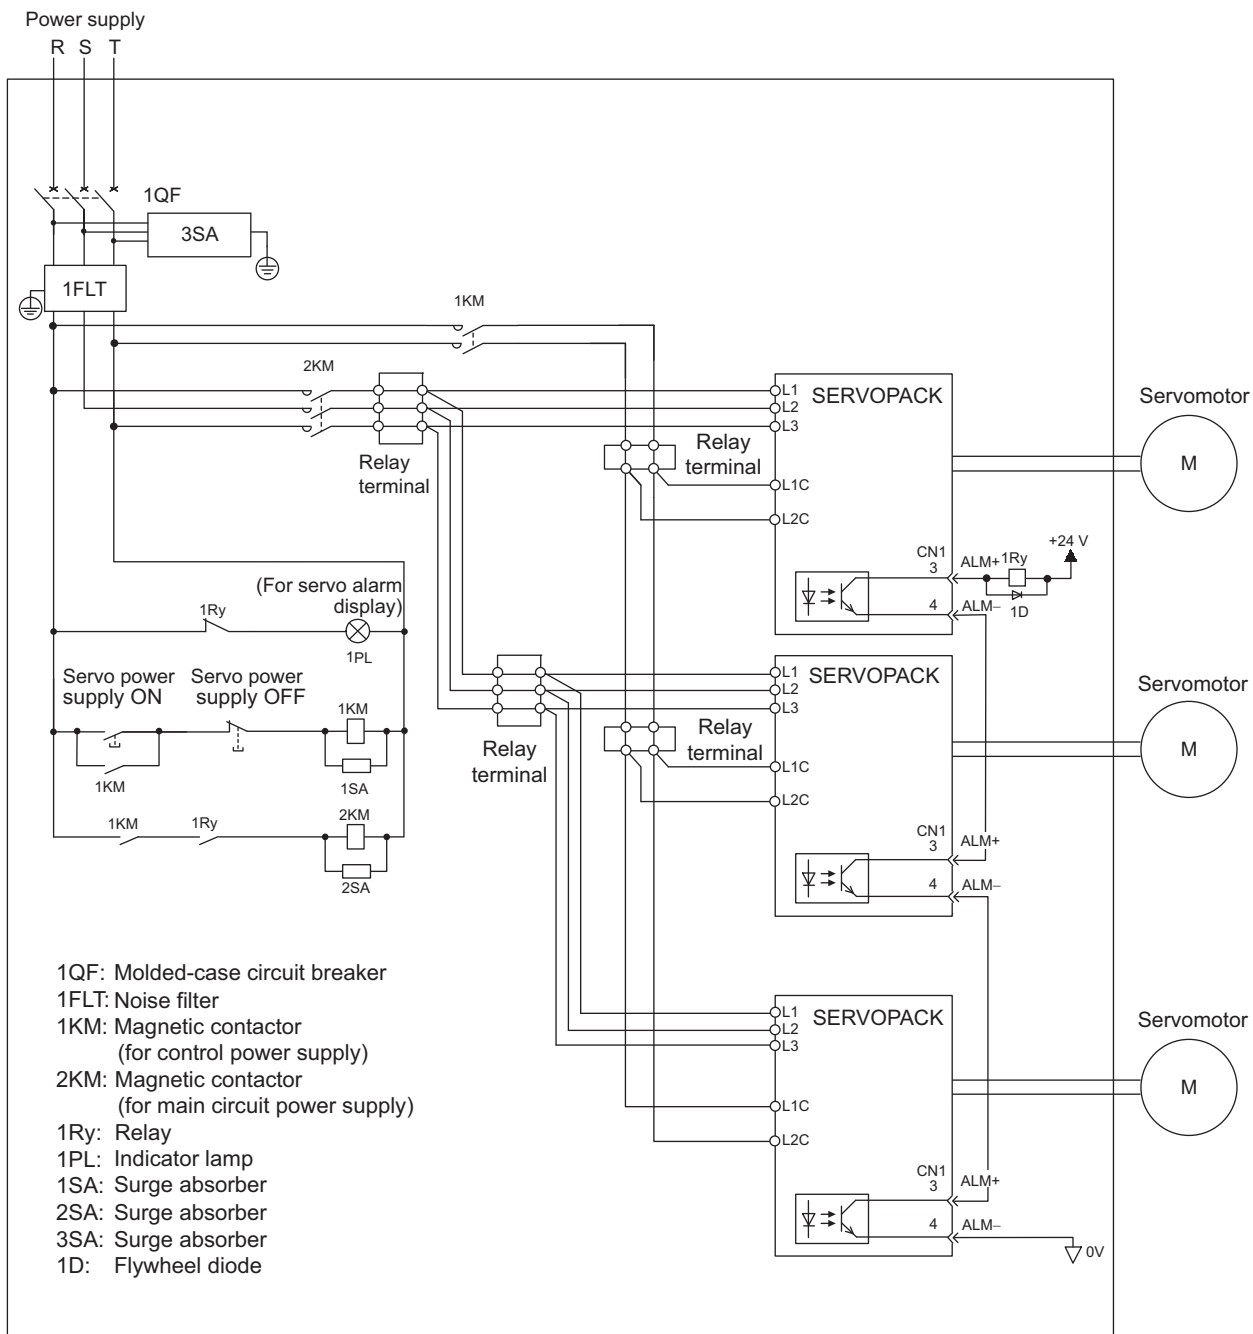 Power supply
R S T
1QF
3SA
1FLT
1KM
2KM
Relay
terminal
Relay
terminal
L1
L2
L3
SERVOPACK
L1C
L2C
CN1
3
4
ALM+
1Ry
+24 V
1D
ALM–
Servomotor
M
(For servo alarm
display)
1Ry
1PL
Servo power
supply ON
Servo power
supply OFF
1KM
1KM
1SA
1KM
1Ry
2KM
2SA
Relay
terminal
Relay
terminal
L1
L2
L3
SERVOPACK
L1C
L2C
CN1
3
4
ALM+
ALM–
Servomotor
M
L1
L2
L3
SERVOPACK
L1C
L2C
CN1
3
4
ALM+
ALM–
0V
Servomotor
M
1QF: Molded-case circuit breaker
1FLT: Noise filter
1KM: Magnetic contactor
(for control power supply)
2KM: Magnetic contactor
(for main circuit power supply)
1Ry: Relay
1PL: Indicator lamp
1SA: Surge absorber
2SA: Surge absorber
3SA: Surge absorber
1D: Flywheel diode